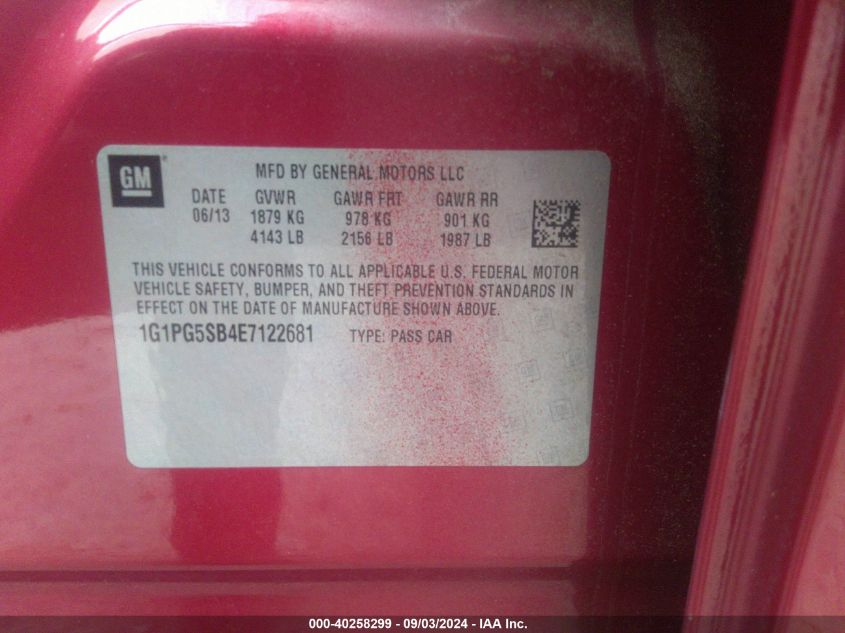 GM ®
MFD BY GENERAL MOTORS LLC
DATE GVWR GAWR FRT GAWR RR
06/13 1879 KG 978 KG 901 KG
4143 LB 2156 LB 1987 LB
THIS VEHICLE CONFORMS TO ALL APPLICABLE U.S. FEDERAL MOTOR
VEHICLE SAFETY, BUMPER, AND THEFT PREVENTION STANDARDS IN
EFFECT ON THE DATE OF MANUFACTURE SHOWN ABOVE.
1G1PG5SB4E7122681 TYPE: PASS CAR
000-40258299 - 09/03/2024 - IAA Inc.